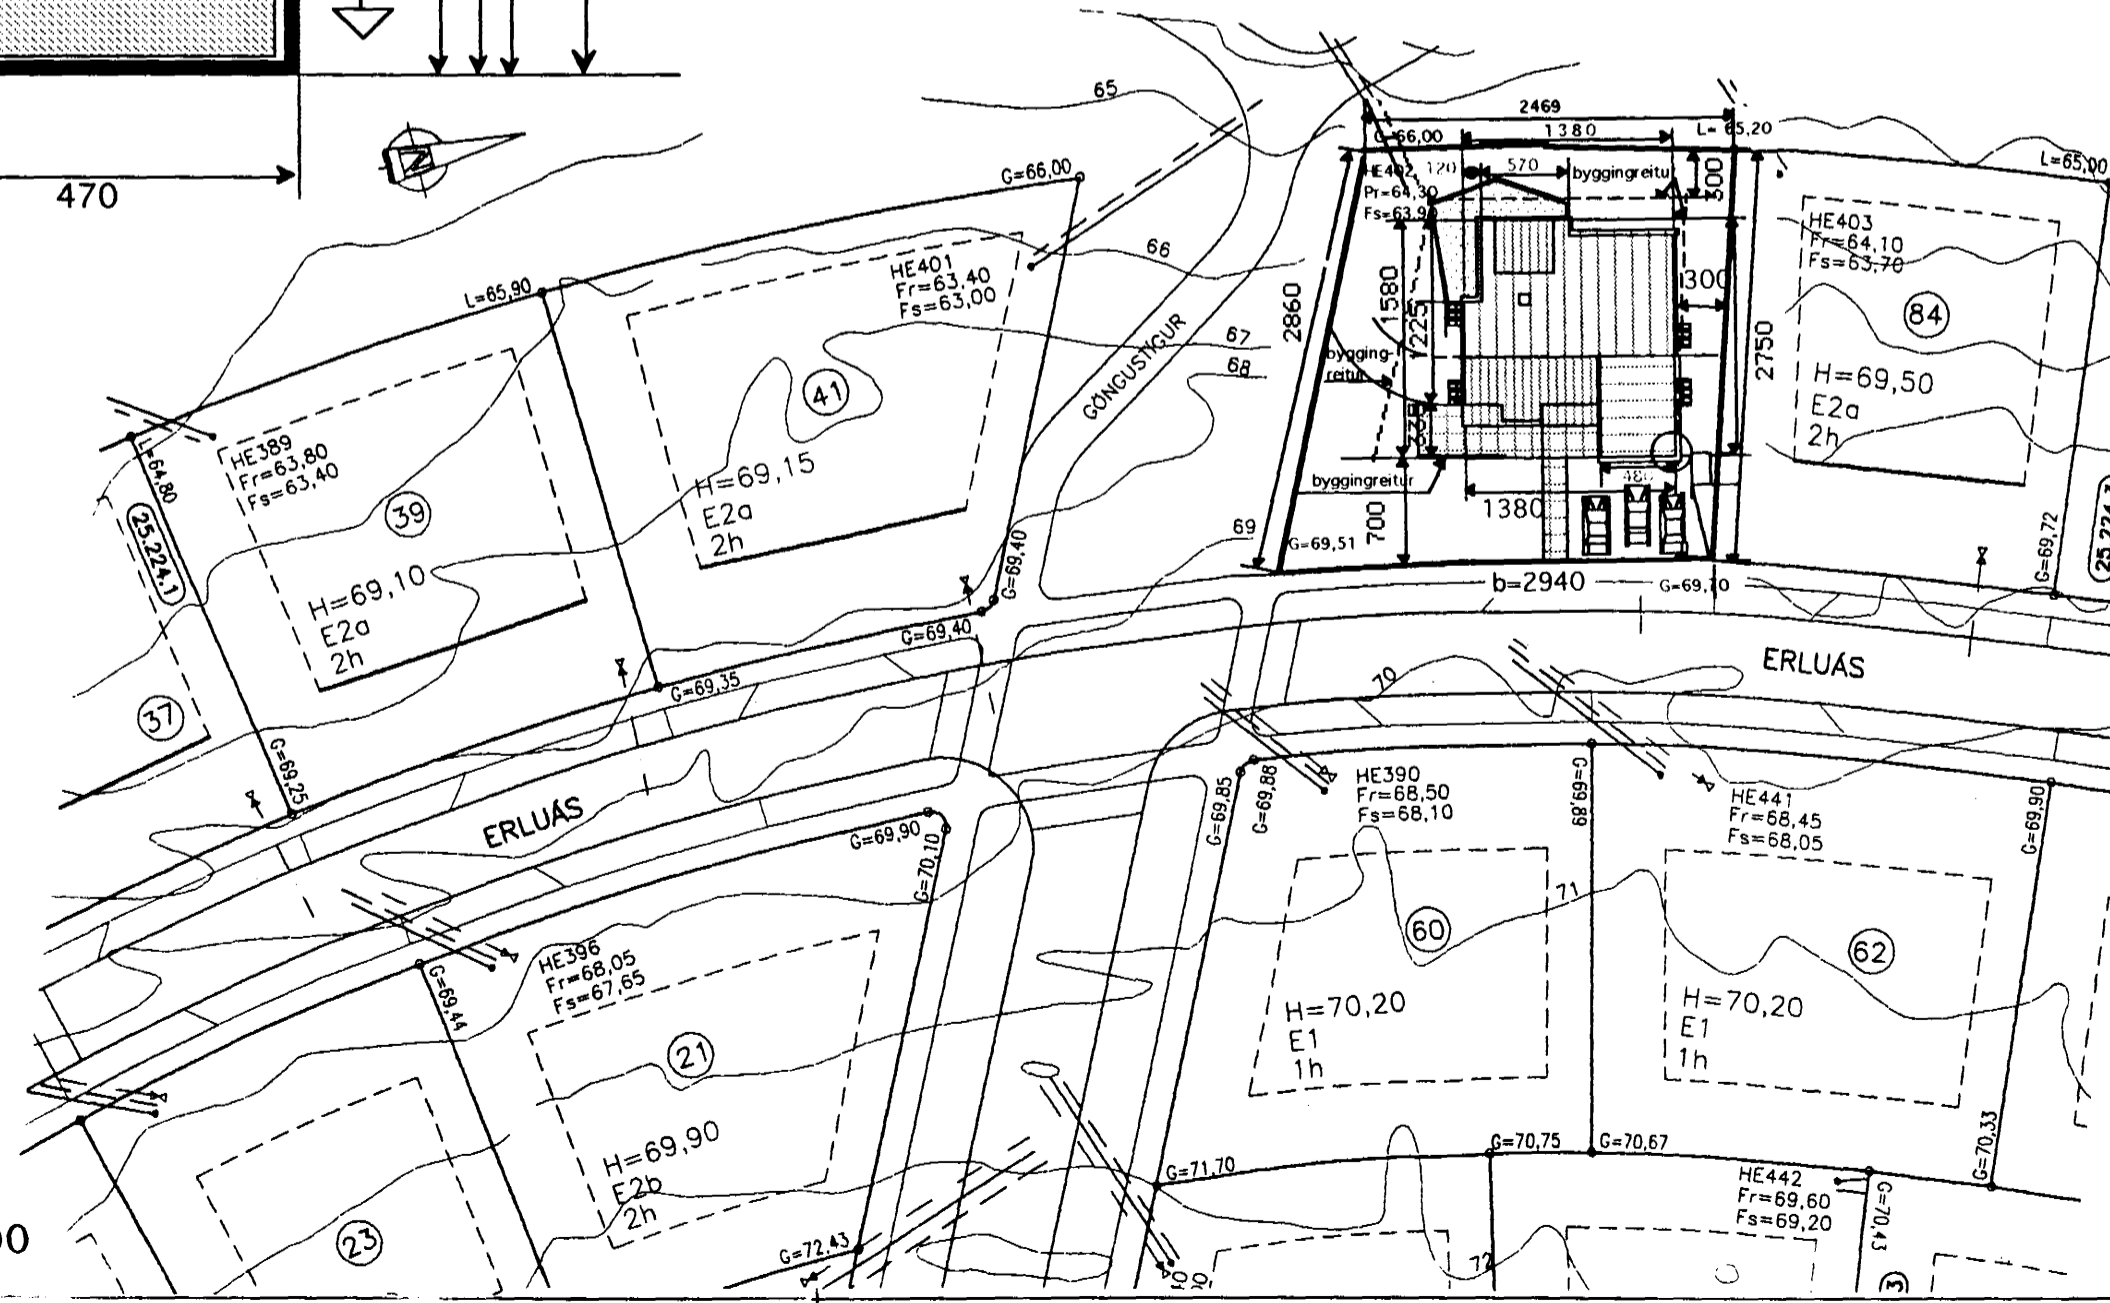 470
65
G=66,00
L=65,90
66
HE401
Fr=63,40
Fs=63,00
67
68
GÖNGUSTÍGUR
41
H=69,15
E2a
2h
L=64,80
HE389
Fr=63,80
Fs=63,40
39
H=69,10
E2a
2h
25.224.1
37
G=69,25
G=69,35
G=69,40
G=69,40
69
2469
1380
G=66,00
L= 65,20
HE402
120
570
byggingreitu
300
Pr=64,30
Fs=63,90
2860
1580
1225
335
300
2750
bygging-
reitur
byggingreitur
700
1380
480
G=69,51
b=2940
G=69,70
L=65,00
HE403
Fr=64,10
Fs=63,70
84
H=69,50
E2a
2h
G=69,72
ERLUÁS
70
ERLUÁS
G=69,90
G=70,10
G=69,85
G=69,88
HE390
Fr=68,50
Fs=68,10
G=69,89
HE441
Fr=68,45
Fs=68,05
G=69,90
G=69,44
HE396
Fr=68,05
Fs=67,65
21
H=69,90
E2b
2h
23
71
60
H=70,20
E1
1h
62
H=70,20
E1
1h
G=72,43
G=71,70
G=70,75
G=70,67
G=70,33
HE442
Fr=69,60
Fs=69,20
G=70,43
72